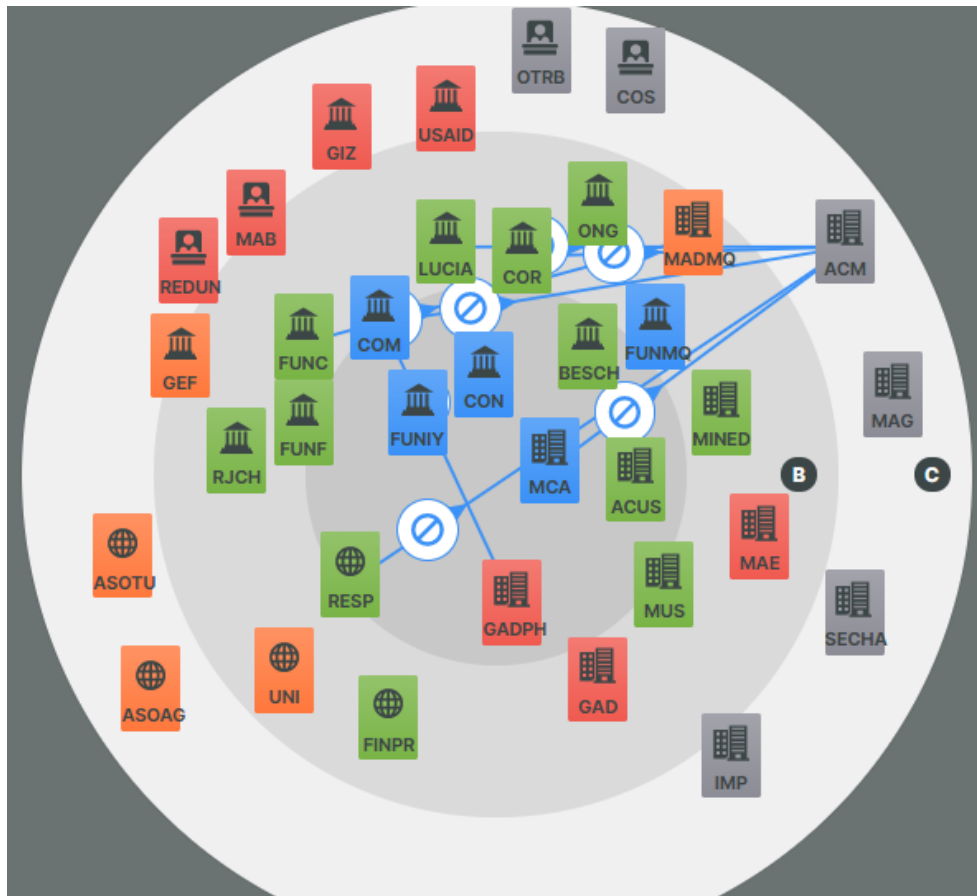 OTRB
COS
USAID
GIZ
MAB
REDUN
ONG
LUCIA
COR
MADMQ
ACM
GEF
FUNC
COM
CON
BESCH
FUNMQ
RJCH
FUNF
FUNIY
MCA
ACUS
MINED
MAG
B
C
ASOTU
RESP
GADPH
MUS
MAE
SECHA
ASOAG
UNI
FINPR
GAD
IMP